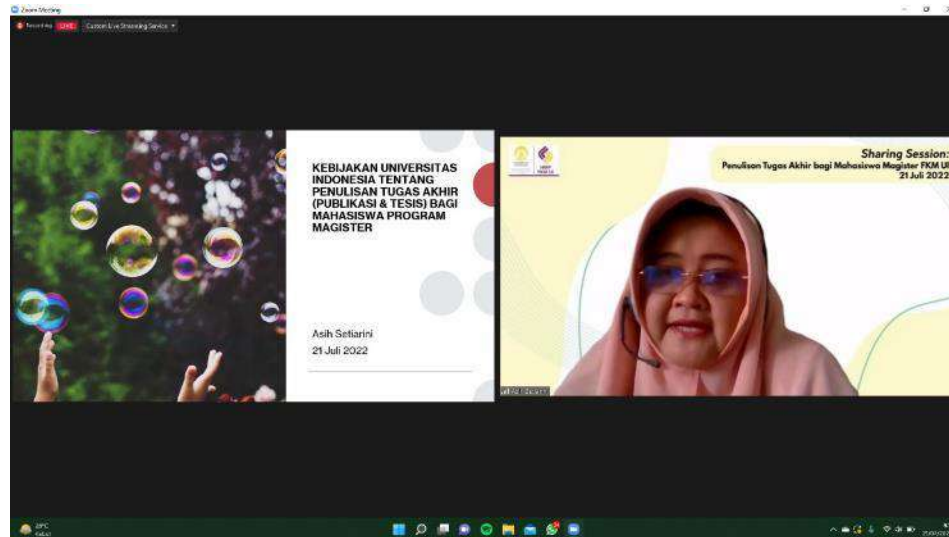 Zoom Meeting
Recording
LIVE
Custom Live Streaming Service
KEBIJAKAN UNIVERSITAS
INDONESIA TENTANG
PENULISAN TUGAS AKHIR
(PUBLIKASI & TESIS) BAGI
MAHASISWA PROGRAM
MAGISTER
Asih Setiarini
21 Juli 2022
Sharing Session:
Penulisan Tugas Akhir bagi Mahasiswa Magister FKM UI
21 Juli 2022